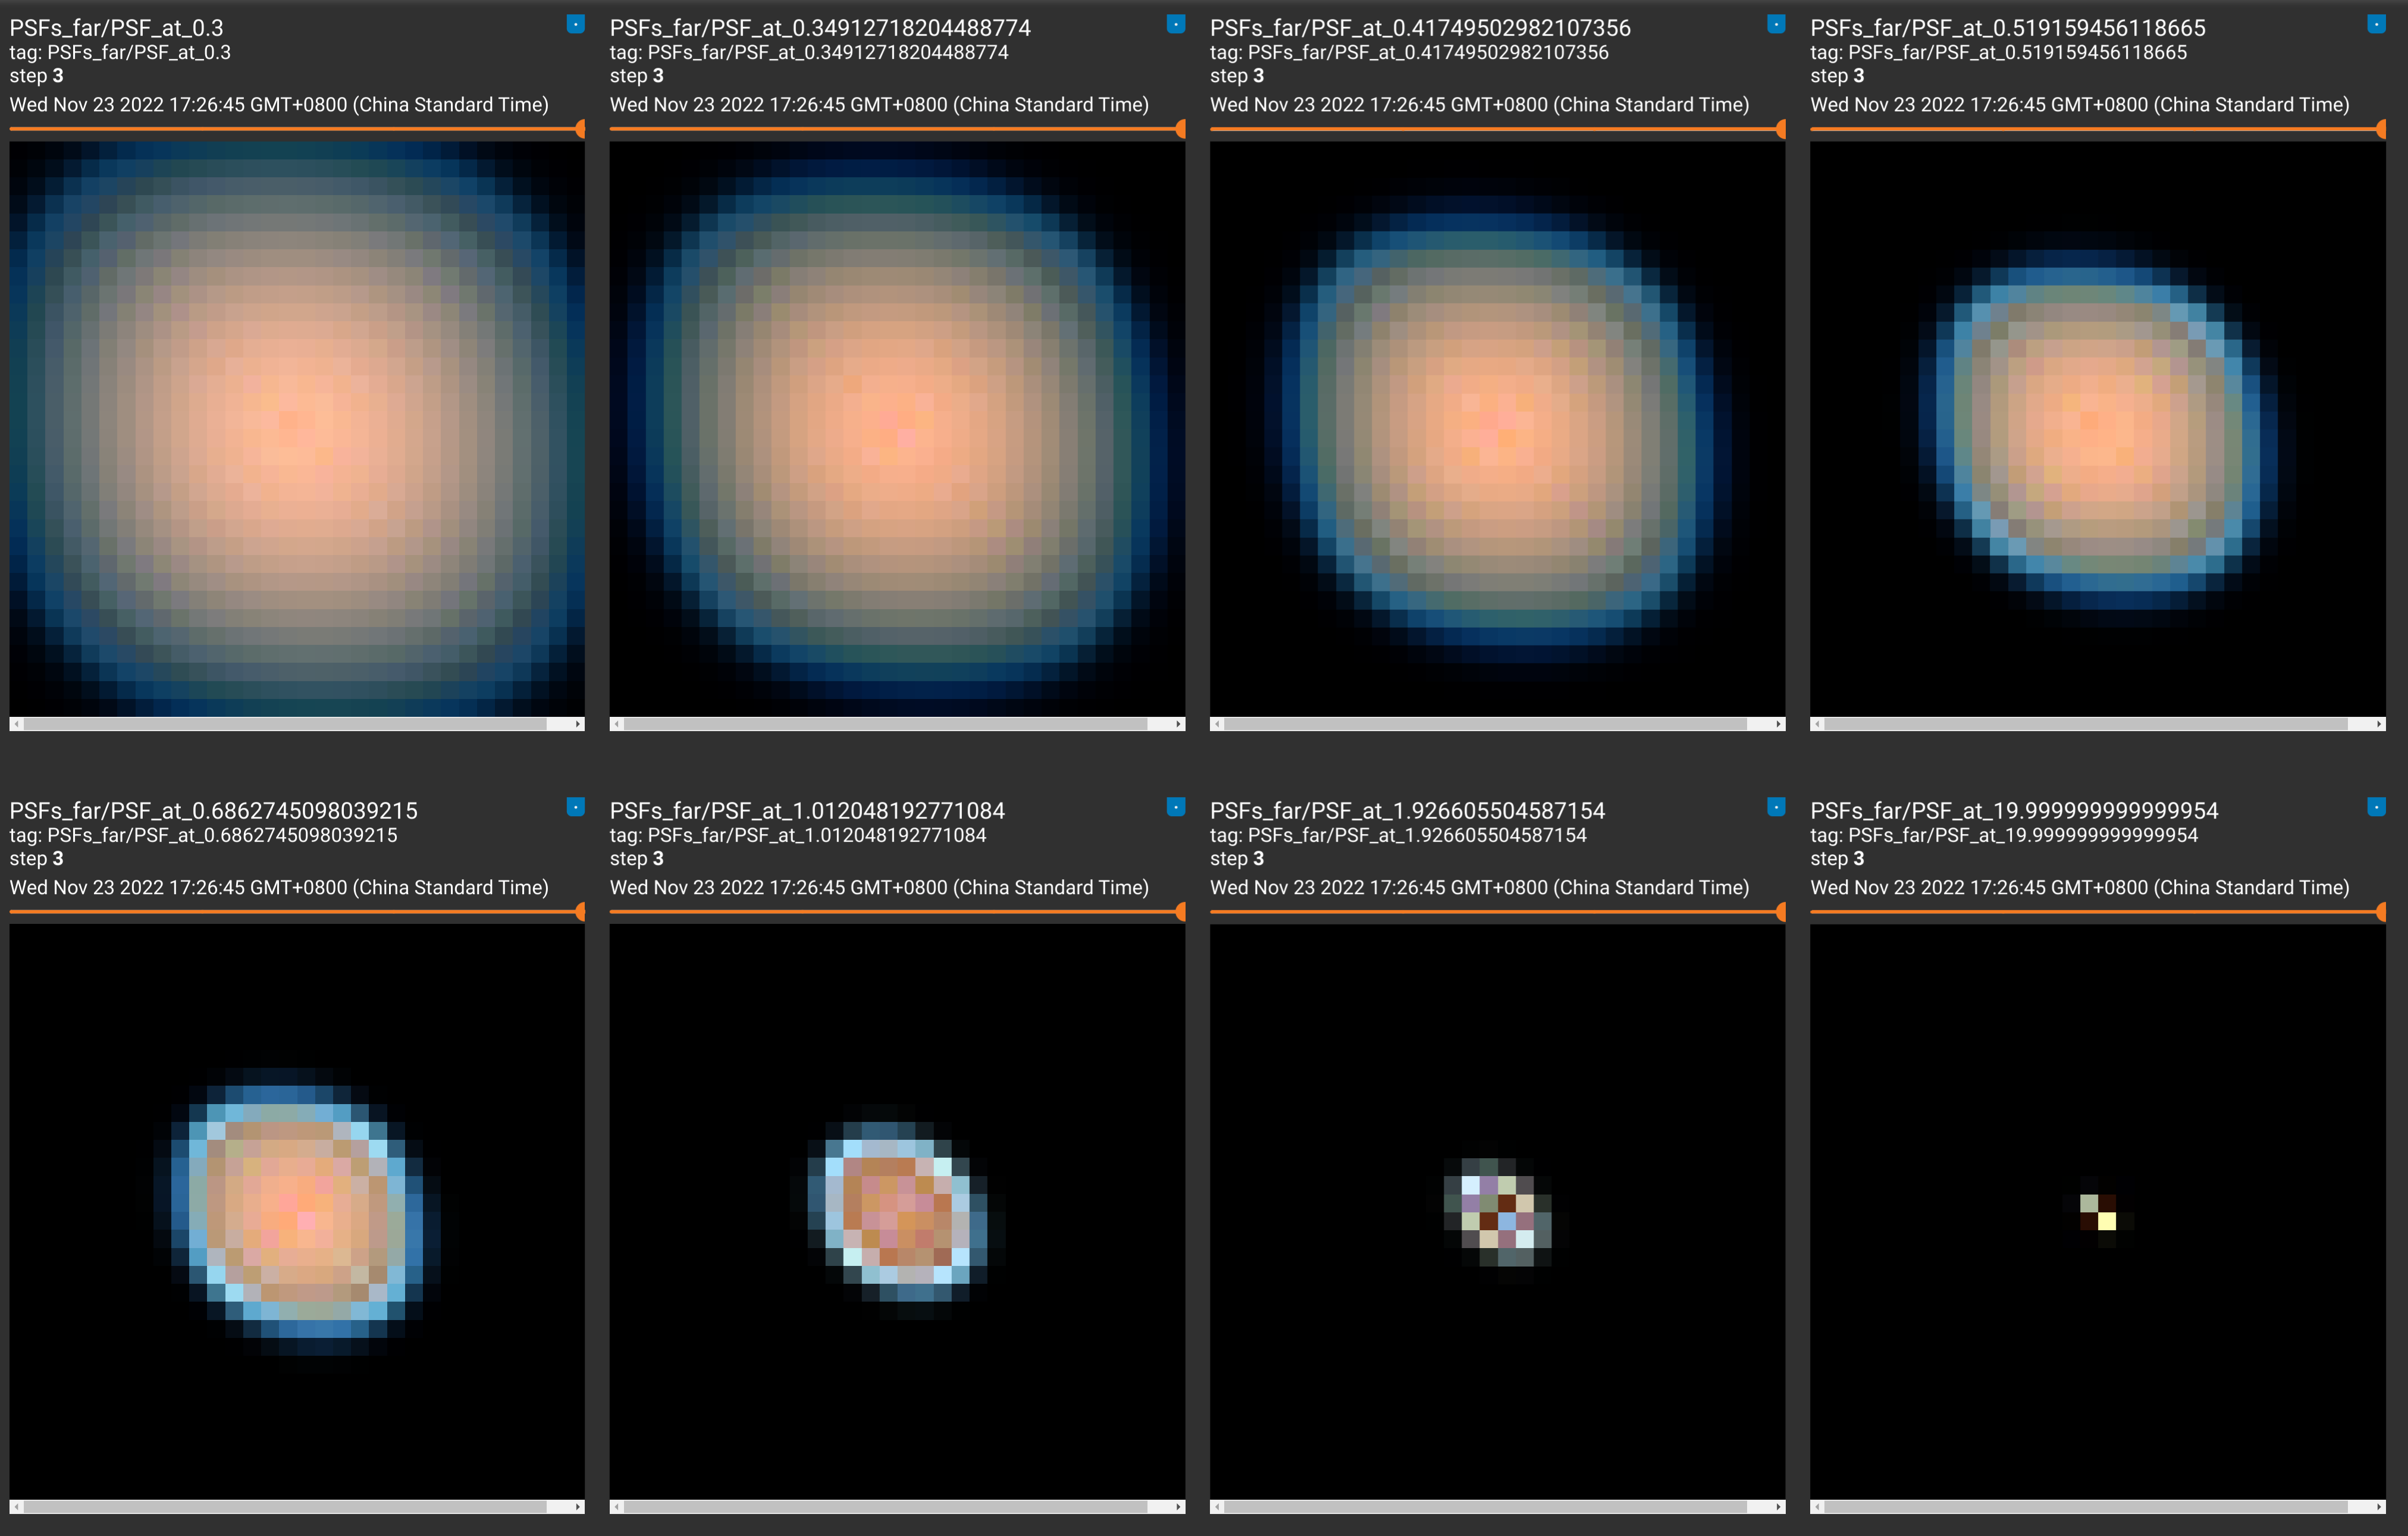 PSFs_far/PSF_at_0.3
tag: PSFs_far/PSF_at_0.3
step 3
Wed Nov 23 2022 17:26:45 GMT+0800 (China Standard Time)
PSFs_far/PSF_at_0.34912718204488774
tag: PSFs_far/PSF_at_0.34912718204488774
step 3
Wed Nov 23 2022 17:26:45 GMT+0800 (China Standard Time)
PSFs_far/PSF_at_0.41749502982107356
tag: PSFs_far/PSF_at_0.41749502982107356
step 3
Wed Nov 23 2022 17:26:45 GMT+0800 (China Standard Time)
PSFs_far/PSF_at_0.519159456118665
tag: PSFs_far/PSF_at_0.519159456118665
step 3
Wed Nov 23 2022 17:26:45 GMT+0800 (China Standard Time)
PSFs_far/PSF_at_0.6862745098039215
tag: PSFs_far/PSF_at_0.6862745098039215
step 3
Wed Nov 23 2022 17:26:45 GMT+0800 (China Standard Time)
PSFs_far/PSF_at_1.012048192771084
tag: PSFs_far/PSF_at_1.012048192771084
step 3
Wed Nov 23 2022 17:26:45 GMT+0800 (China Standard Time)
PSFs_far/PSF_at_1.926605504587154
tag: PSFs_far/PSF_at_1.926605504587154
step 3
Wed Nov 23 2022 17:26:45 GMT+0800 (China Standard Time)
PSFs_far/PSF_at_19.999999999999954
tag: PSFs_far/PSF_at_19.999999999999954
step 3
Wed Nov 23 2022 17:26:45 GMT+0800 (China Standard Time)